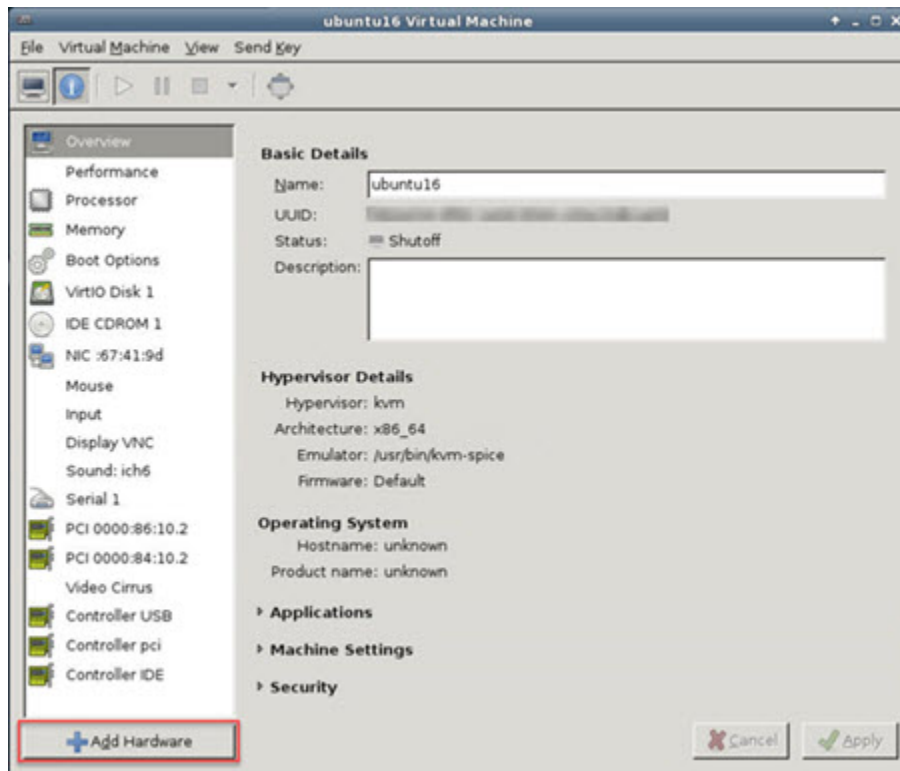 ubuntu16 Virtual Machine
File Virtual Machine View Send Key
Overview
Performance
Processor
Memory
Boot Options
VirtIO Disk 1
IDE CDROM 1
NIC :67:41:9d
Mouse
Input
Display VNC
Sound: ich6
Serial 1
PCI 0000:86:10.2
PCI 0000:84:10.2
Video Cirrus
Controller USB
Controller pci
Controller IDE
Add Hardware
Basic Details
Name: ubuntu16
UUID:
Status: Shutoff
Description:
Hypervisor Details
Hypervisor: kvm
Architecture: x86_64
Emulator: /usr/bin/kvm-spice
Firmware: Default
Operating System
Hostname: unknown
Product name: unknown
Applications
Machine Settings
Security
Cancel Apply